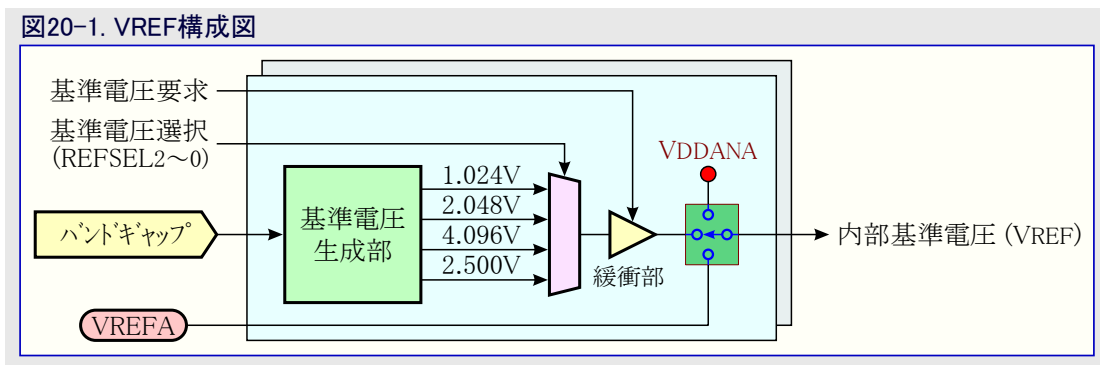 図20-1. VREF構成図
基準電圧要求
基準電圧選択
(REFSEL2～0)
VDDANA
1.024V
2.048V
4.096V
2.500V
バンドギャップ
基準電圧
生成部
緩衝部
内部基準電圧 (VREF)
VREFA